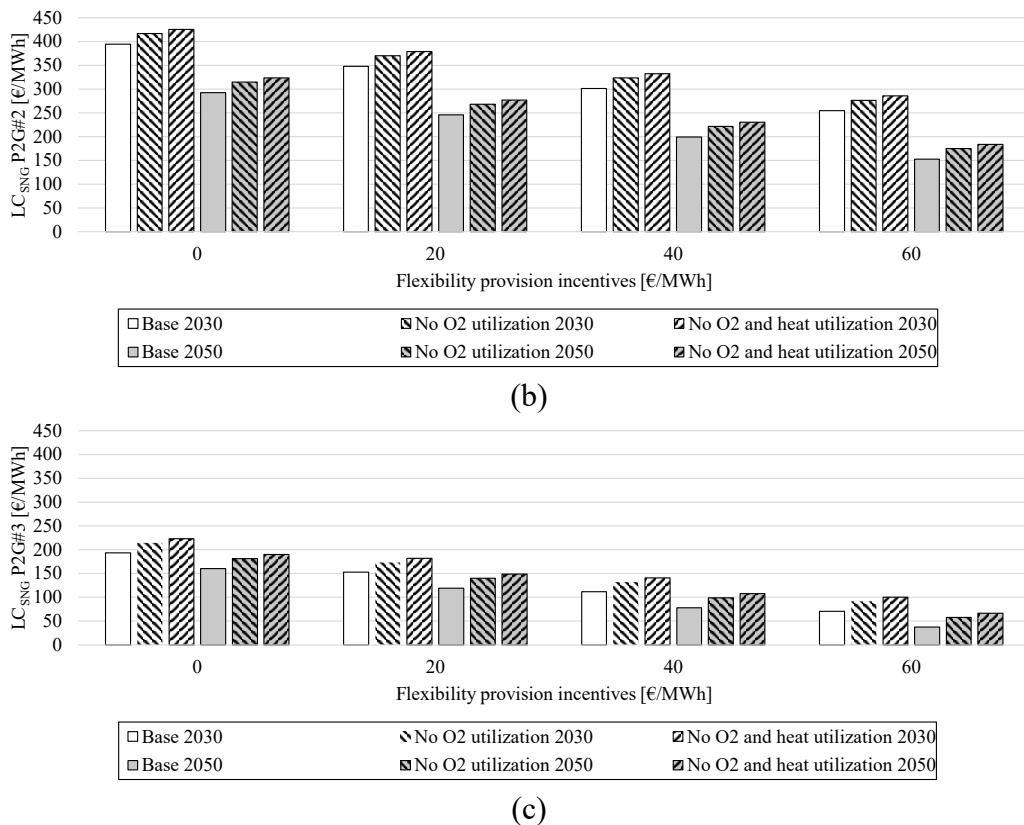 LC SNG P2G#2 [€/MWh]
450
400
350
300
250
200
150
100
50
0
0 20 40 60
Flexibility provision incentives [€/MWh]
Base 2030 No O2 utilization 2030 No O2 and heat utilization 2030
Base 2050 No O2 utilization 2050 No O2 and heat utilization 2050
(b)
LC SNG P2G#3 [€/MWh]
450
400
350
300
250
200
150
100
50
0
0 20 40 60
Flexibility provision incentives [€/MWh]
Base 2030 No O2 utilization 2030 No O2 and heat utilization 2030
Base 2050 No O2 utilization 2050 No O2 and heat utilization 2050
(c)